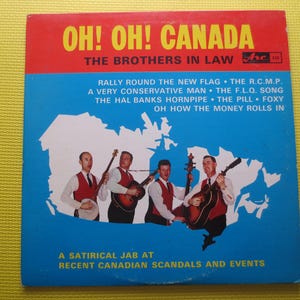 OH! OH! CANADA
THE BROTHERS IN LAW
RALLY ROUND THE NEW FLAG • THE R.C.M.P.
A VERY CONSERVATIVE MAN • THE F.L.Q. SONG
THE HAL BANKS HORNPIPE • THE PILL • FOXY
OH HOW THE MONEY ROLLS IN
A SATIRICAL JAB AT
RECENT CANADIAN SCANDALS AND EVENTS